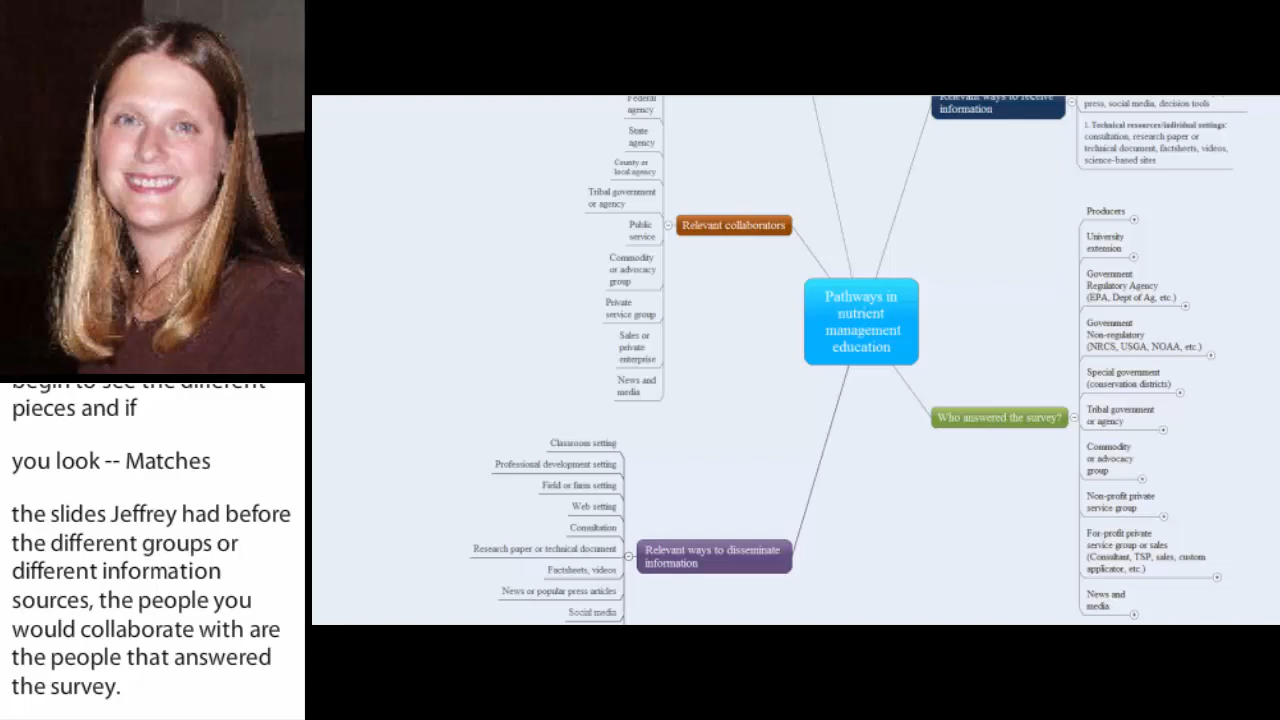 begin to see the different
pieces and if
you look -- Matches
the slides Jeffrey had before
the different groups or
different information
sources, the people you
would collaborate with are
the people that answered
the survey.
Federal
agency
State
agency
County or
local agency
Tribal government
or agency
Public
service
Commodity
or advocacy
group
Private
service group
Sales or
private
enterprise
News and
media
Relevant collaborators
Classroom setting
Professional development setting
Field or farm setting
Web setting
Consultation
Research paper or technical document
Factsheets, videos
News or popular press articles
Social media
Relevant ways to disseminate
information
Pathways in
nutrient
management
education
Relevant ways to receive
information
press, social media, decision tools
1. Technical resources/individual settings:
consultation, research paper or
technical document, factsheets, videos,
science-based sites
Who answered the survey?
Producers
University
extension
Government
Regulatory Agency
(EPA, Dept of Ag, etc.)
Government
Non-regulatory
(NRCS, USGA, NOAA, etc.)
Special government
(conservation districts)
Tribal government
or agency
Commodity
or advocacy
group
Non-profit private
service group
For-profit private
service group or sales
(Consultant, TSP, sales, custom
applicator, etc.)
News and
media